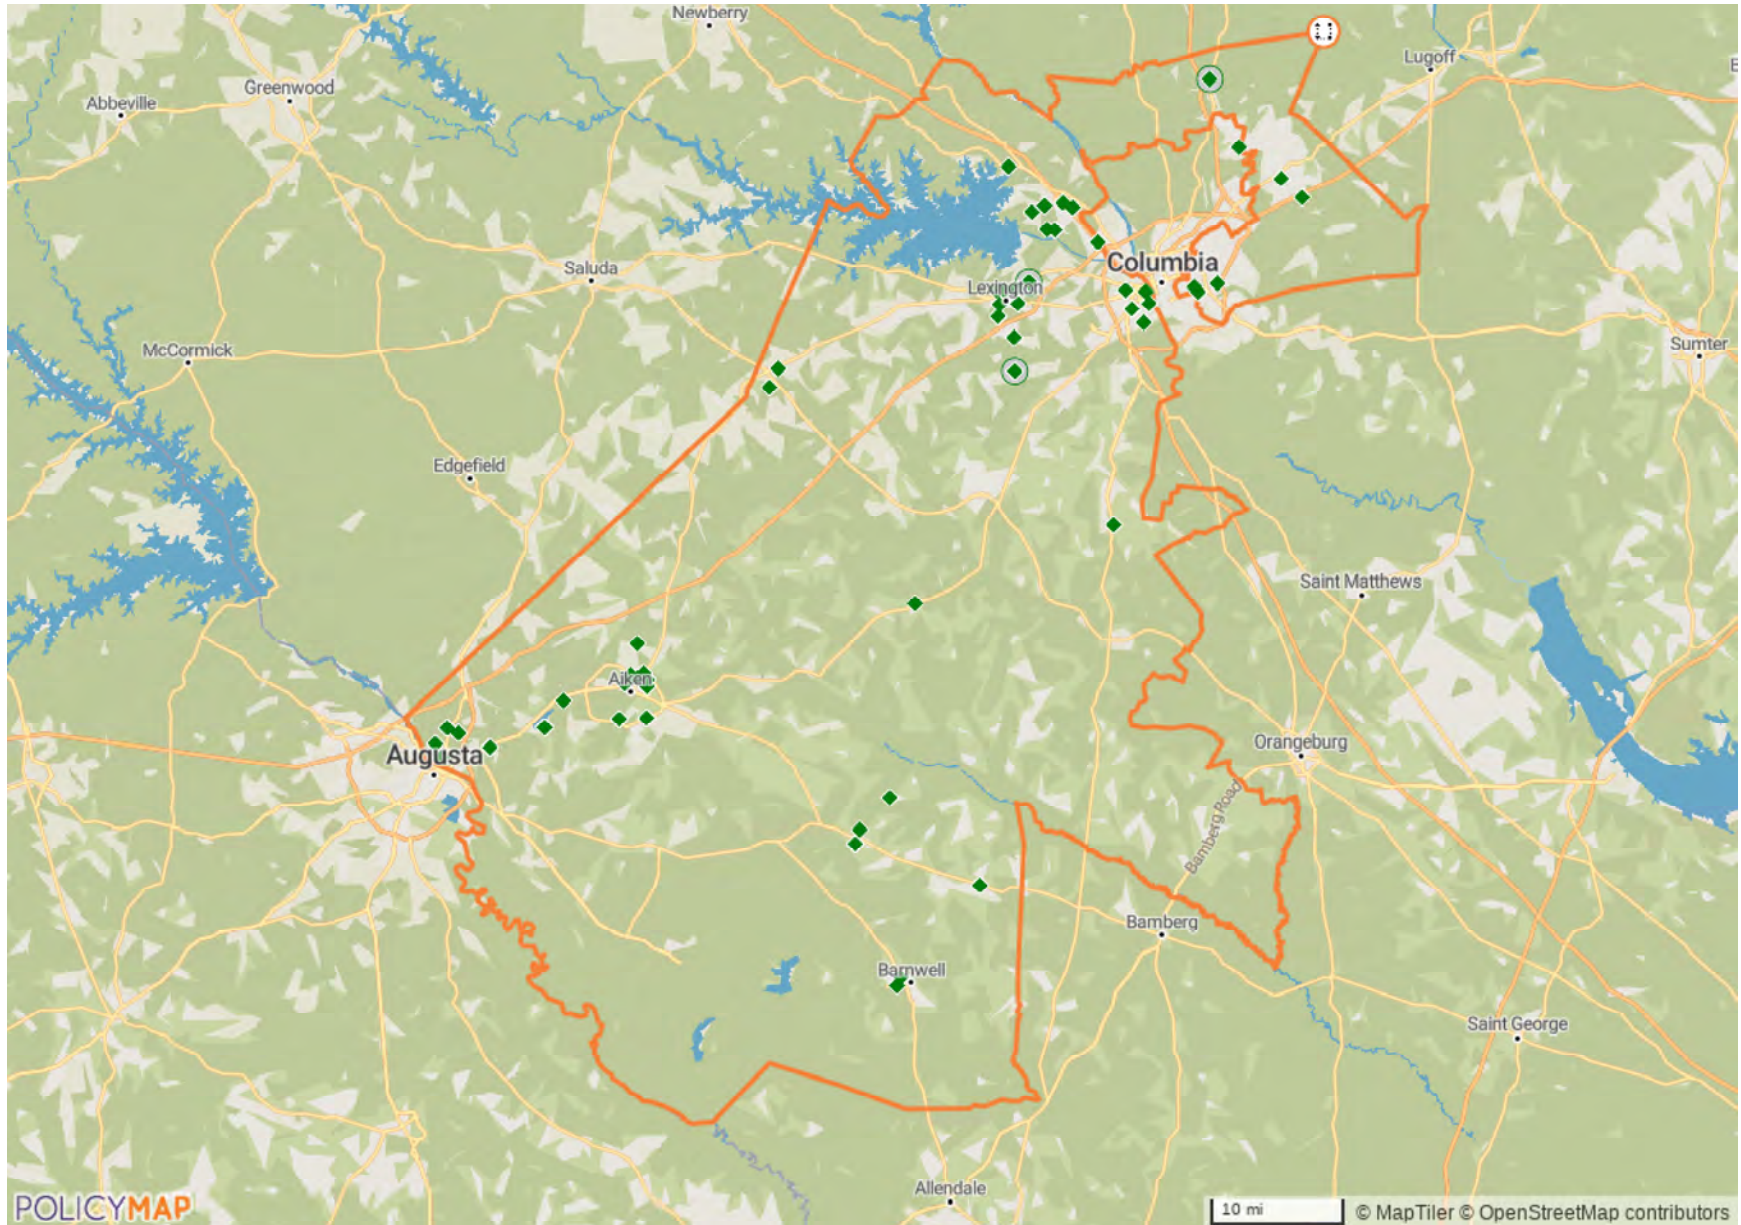 Newberry
Lugoff
Greenwood
Abbeville
Columbia
Saluda
Lexington
McCormick
Sumter
Edgefield
Saint Matthews
Aiken
Orangeburg
Augusta
Bamberg Road
Bamberg
Barnwell
Saint George
Allendale
POLICYMAP
10 mi
© MapTiler © OpenStreetMap contributors